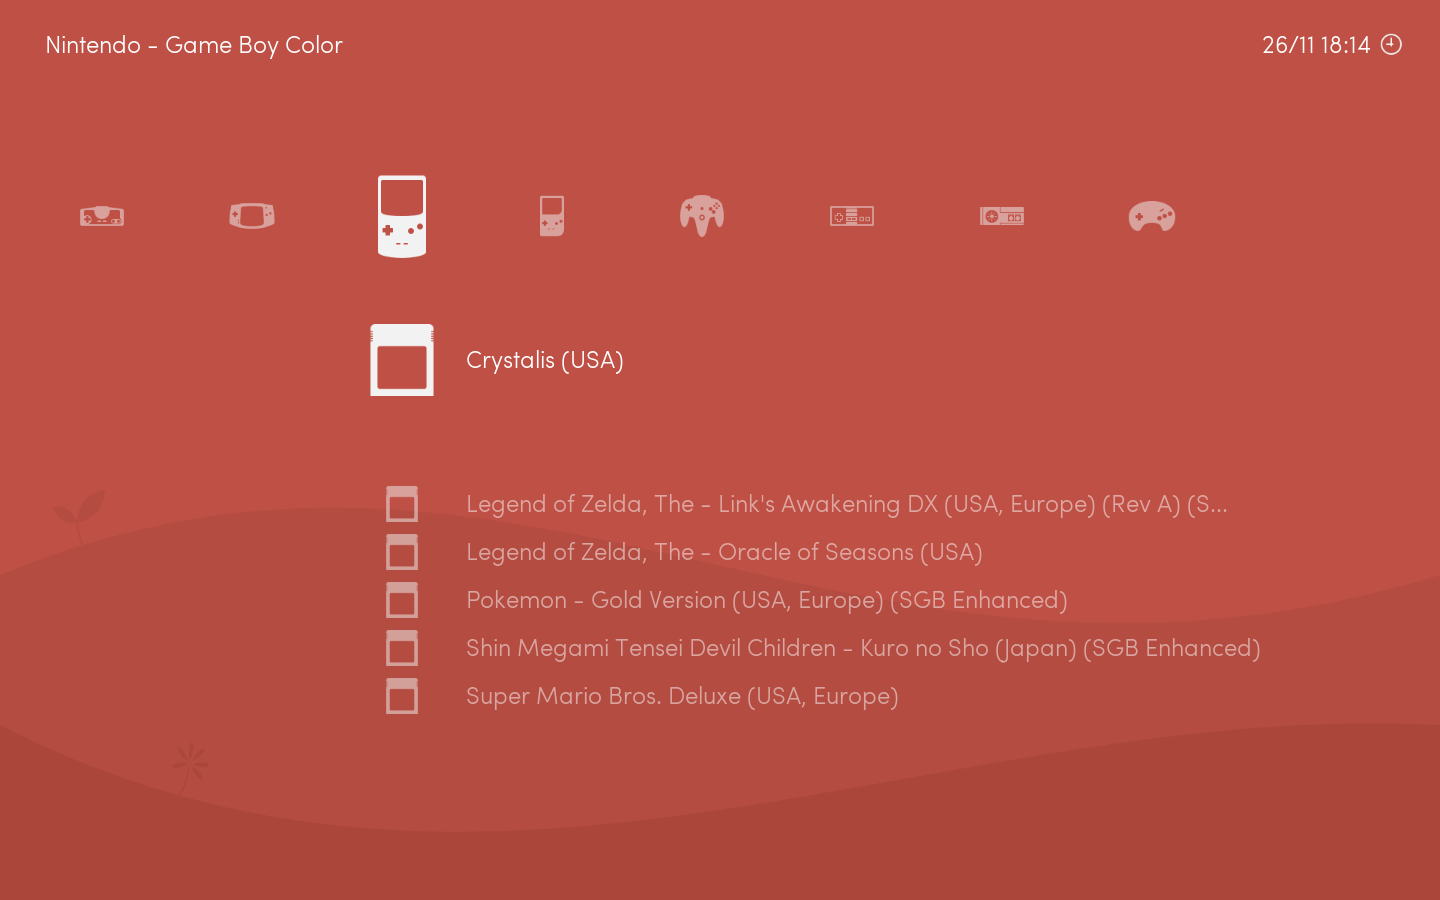 Nintendo - Game Boy Color
26/11 18:14
Crystalis (USA)
Legend of Zelda, The - Link's Awakening DX (USA, Europe) (Rev A) (S...
Legend of Zelda, The - Oracle of Seasons (USA)
Pokemon - Gold Version (USA, Europe) (SGB Enhanced)
Shin Megami Tensei Devil Children - Kuro no Sho (Japan) (SGB Enhanced)
Super Mario Bros. Deluxe (USA, Europe)